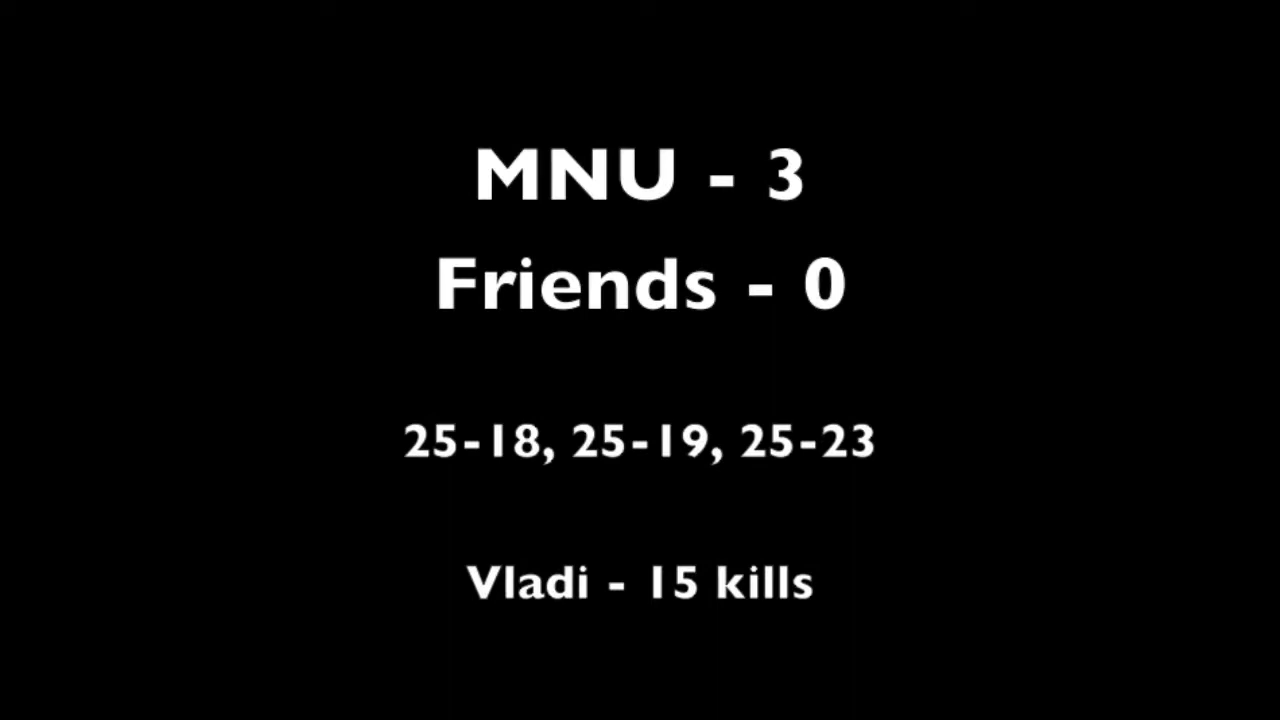 MNU - 3
Friends - 0
25-18, 25-19, 25-23
Vladi - 15 kills